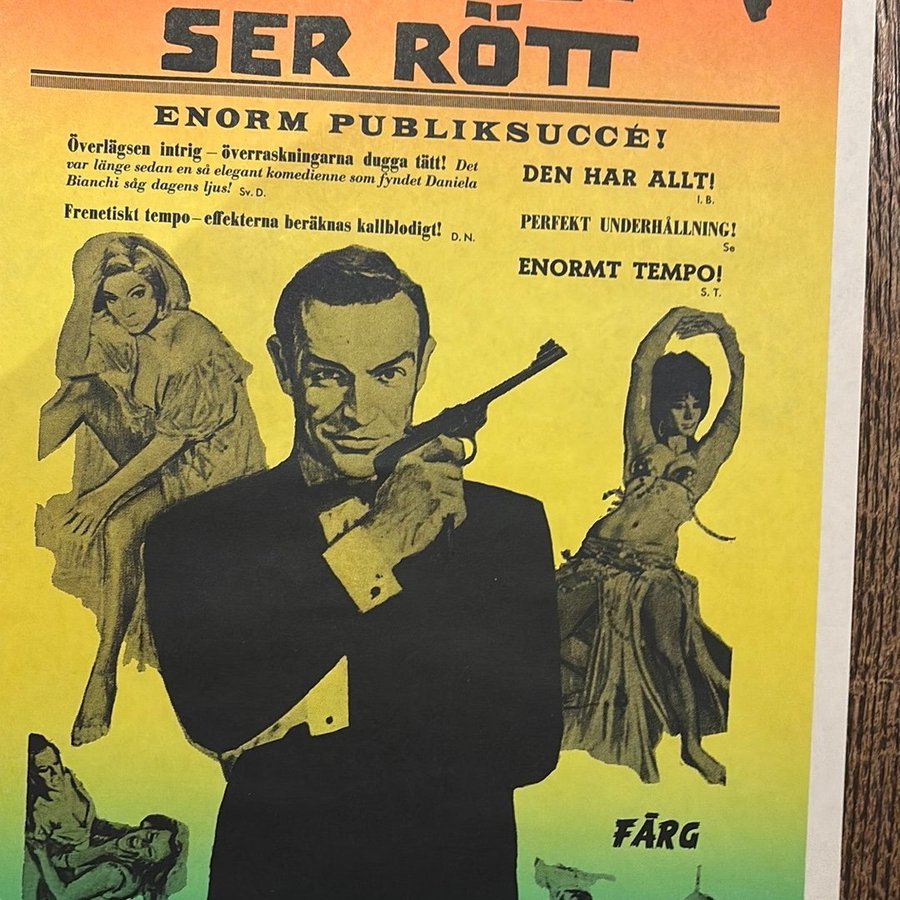 SER RÖTT
ENORM PUBLIKSUCCÉ!
Överlägsen intrig – överraskningarna dugga tätt! Det
var länge sedan en så elegant komedienne som fyndet Daniela
Bianchi såg dagens ljus! Sv. D.
Frenetiskt tempo – effekterna beräknas kallblodigt! D. N.
DEN HAR ALLT!
I. B.
PERFEKT UNDERHÅLLNING!
Se
ENORMT TEMPO!
S. T.
FÄRG